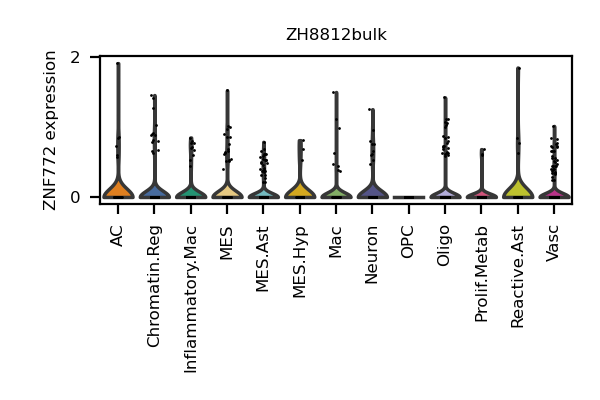 ZH8812bulk
ZNF772 expression
2
0
AC
Chromatin.Reg
Inflammatory.Mac
MES
MES.Ast
MES.Hyp
Mac
Neuron
OPC
Oligo
Prolif.Metab
Reactive.Ast
Vasc